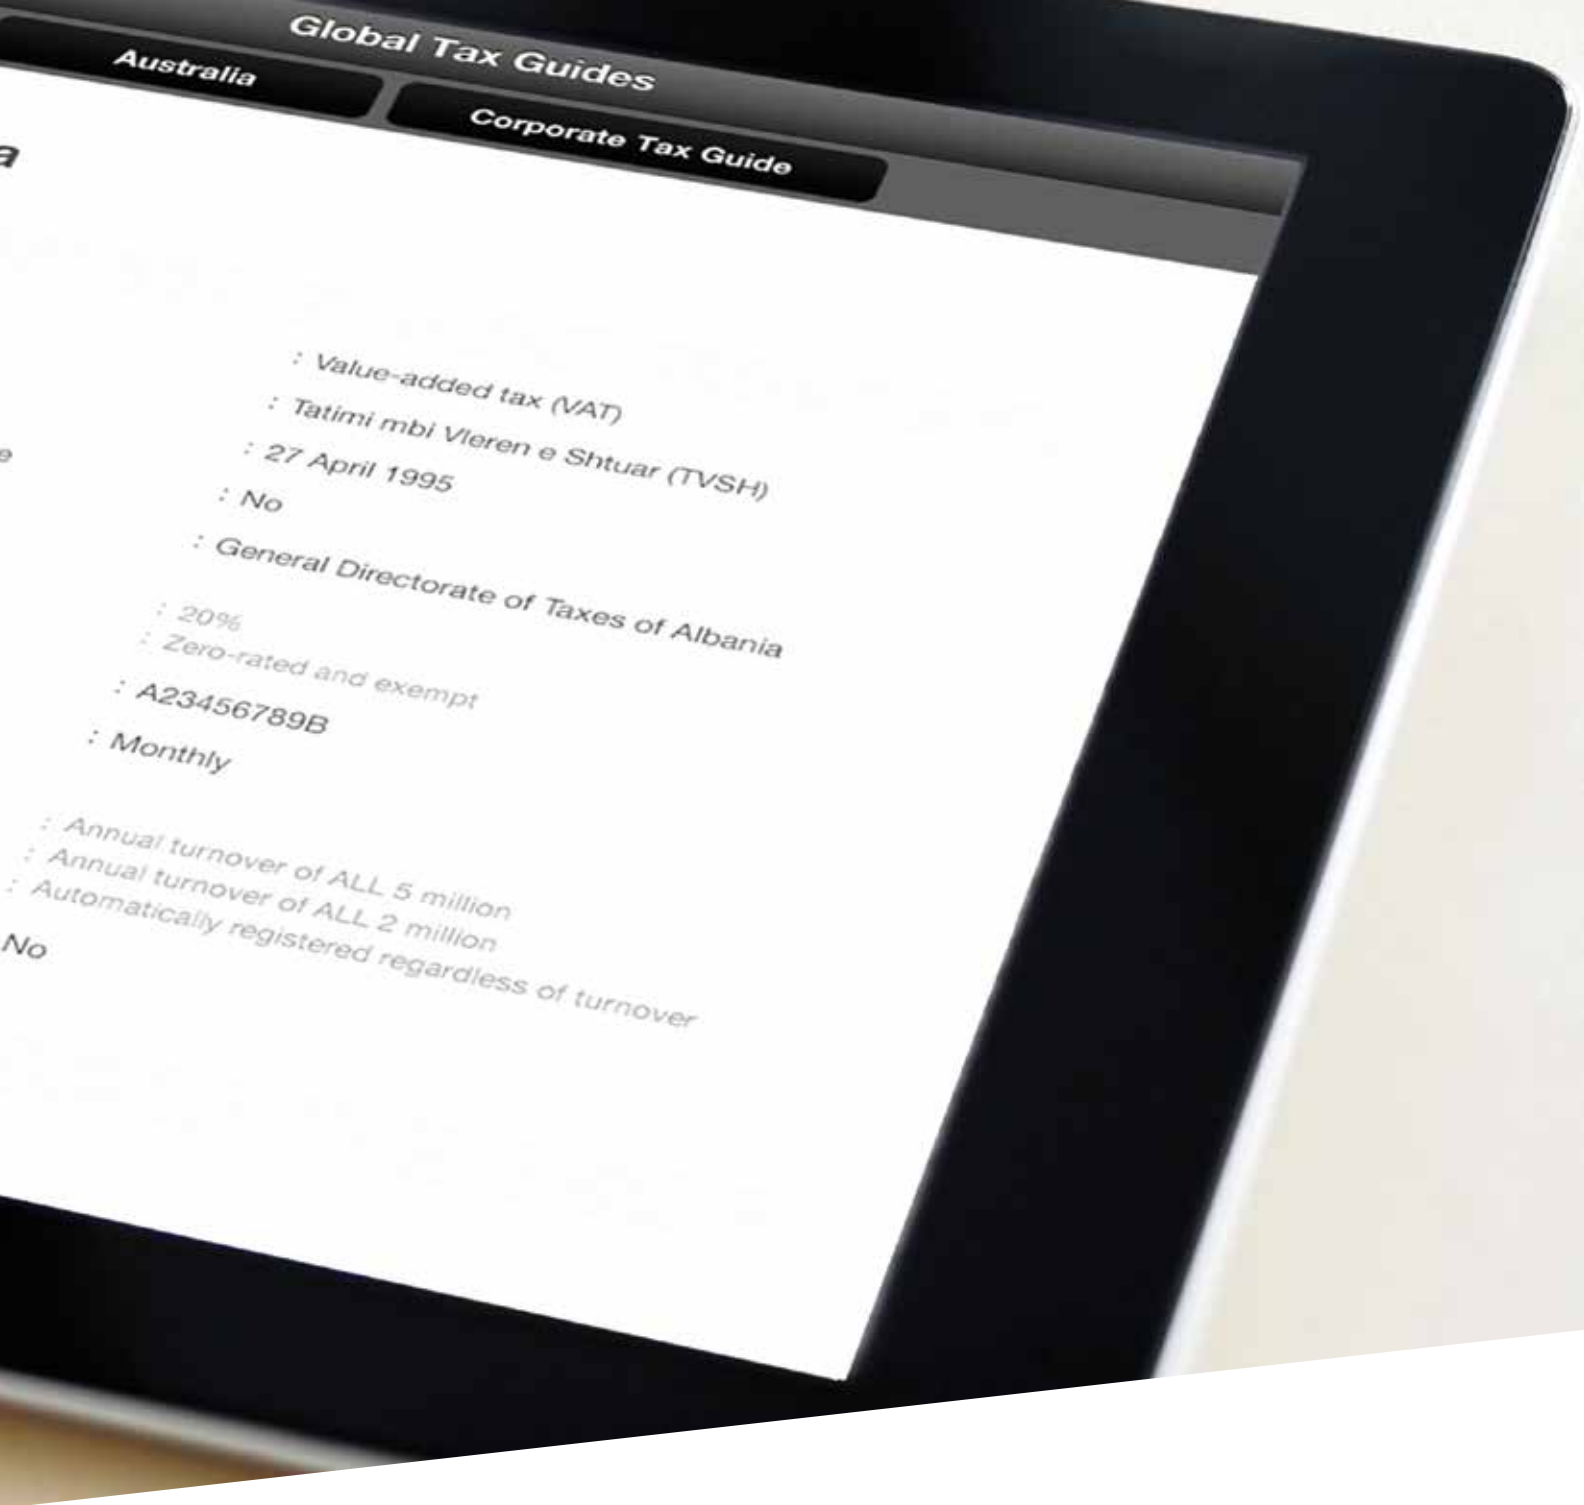 Global Tax Guides
Australia
Corporate Tax Guide
a
: Value-added tax (VAT)
: Tatimi mbi Vleren e Shtuar (TVSH)
e
: 27 April 1995
: No
: General Directorate of Taxes of Albania
: 20%
: Zero-rated and exempt
: A23456789B
: Monthly
: Annual turnover of ALL 5 million
: Annual turnover of ALL 2 million
: Automatically registered regardless of turnover
No